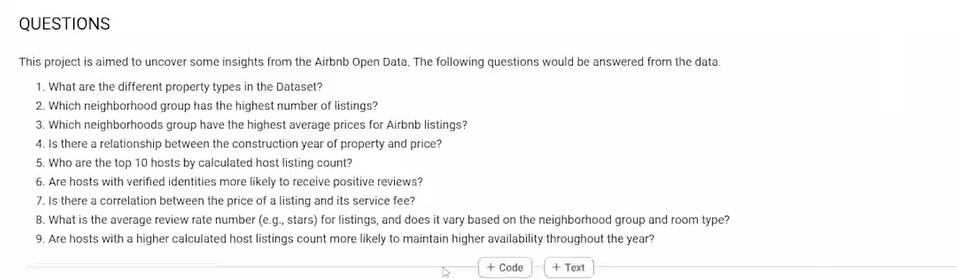 QUESTIONS
This project is aimed to uncover some insights from the Airbnb Open Data. The following questions would be answered from the data.
1. What are the different property types in the Dataset?
2. Which neighborhood group has the highest number of listings?
3. Which neighborhoods group have the highest average prices for Airbnb listings?
4. Is there a relationship between the construction year of property and price?
5. Who are the top 10 hosts by calculated host listing count?
6. Are hosts with verified identities more likely to receive positive reviews?
7. Is there a correlation between the price of a listing and its service fee?
8. What is the average review rate number (e.g., stars) for listings, and does it vary based on the neighborhood group and room type?
9. Are hosts with a higher calculated host listings count more likely to maintain higher availability throughout the year?
+ Code + Text